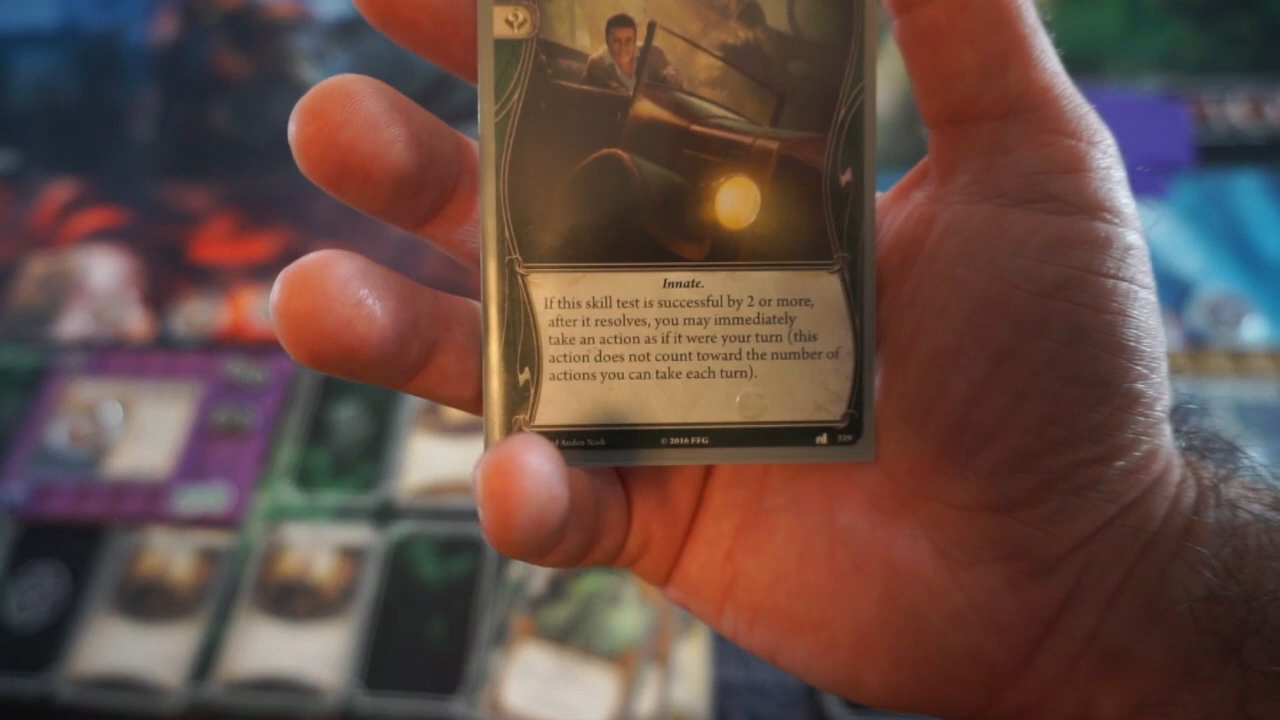 Innate.
If this skill test is successful by 2 or more,
after it resolves, you may immediately
take an action as if it were your turn (this
action does not count toward the number of
actions you can take each turn).
Auden Nark © 2016 FFG